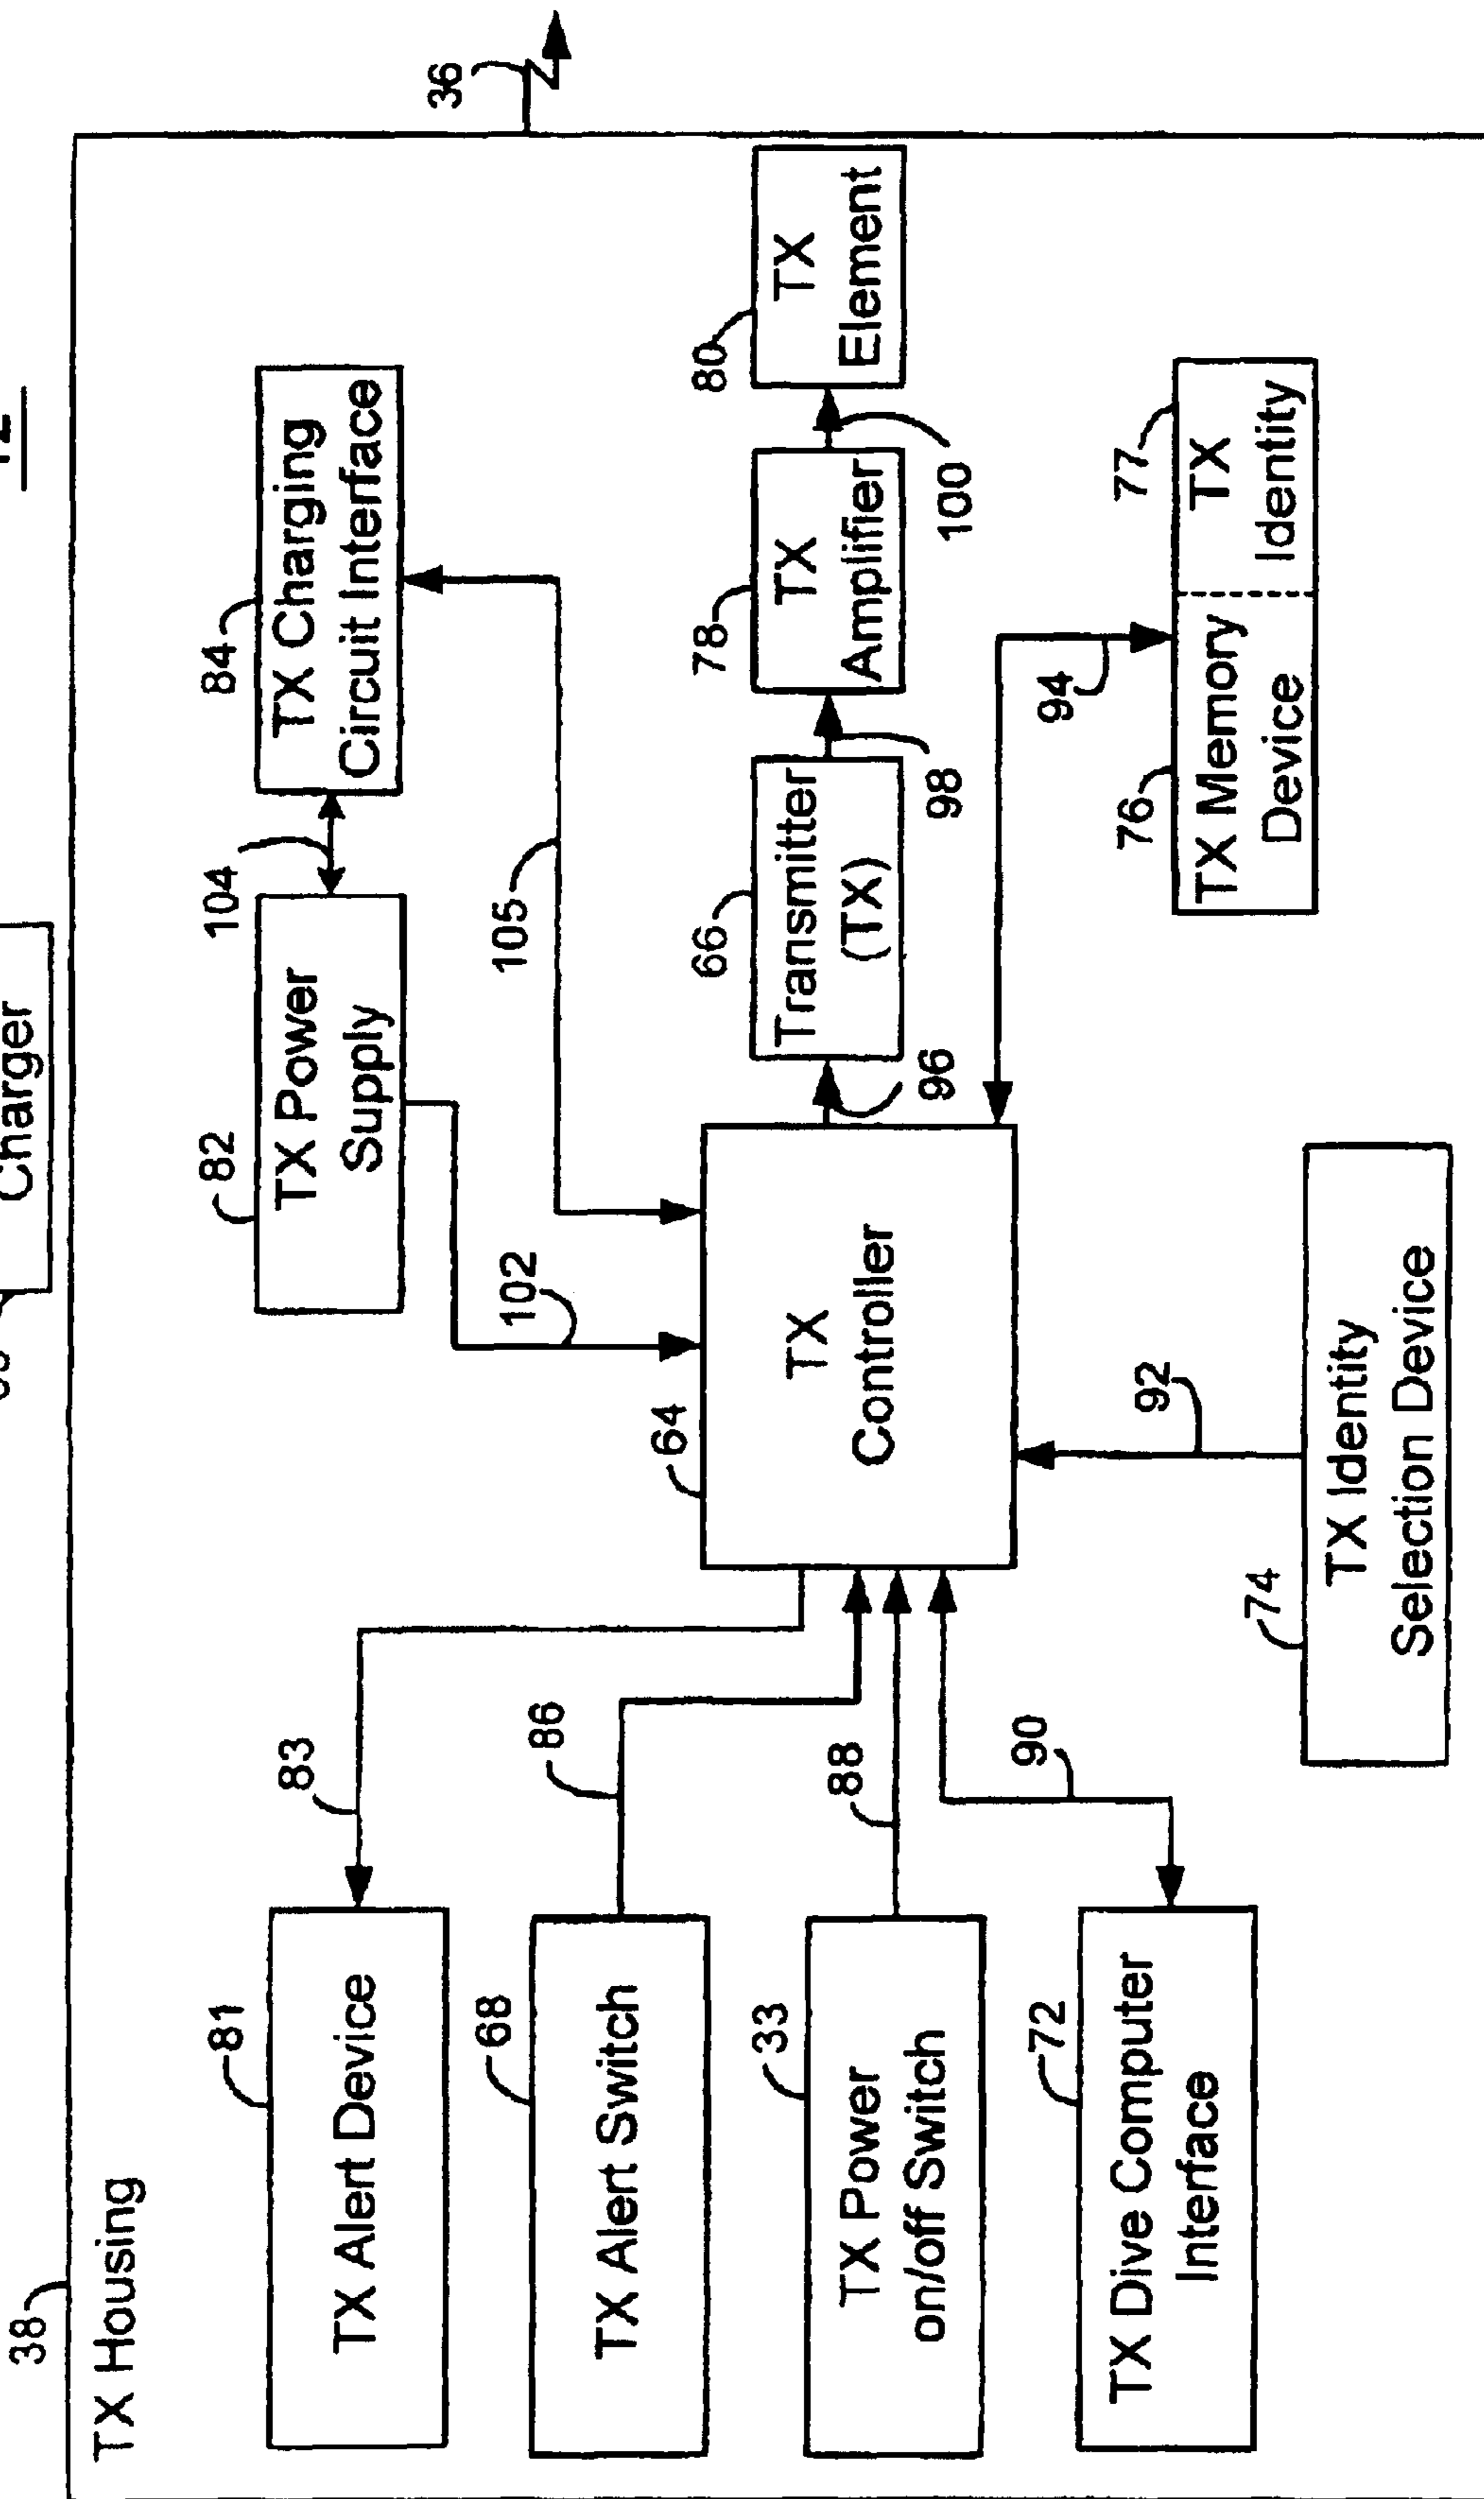 Charger
38
TX Housing
36
81
TX Alert Device
83
82
TX Power
Supply
104
84
TX Charging
Circuit Interface
68
TX Alert Switch
86
102
105
33
TX Power
on/off Switch
88
64
TX
Controller
96
66
Transmitter
(TX)
98
78
TX
Amplifier
100
80
TX
Element
72
TX Dive Computer
Interface
90
92
94
74
TX Identity
Selection Device
76
TX Memory
Device
77
TX
Identity